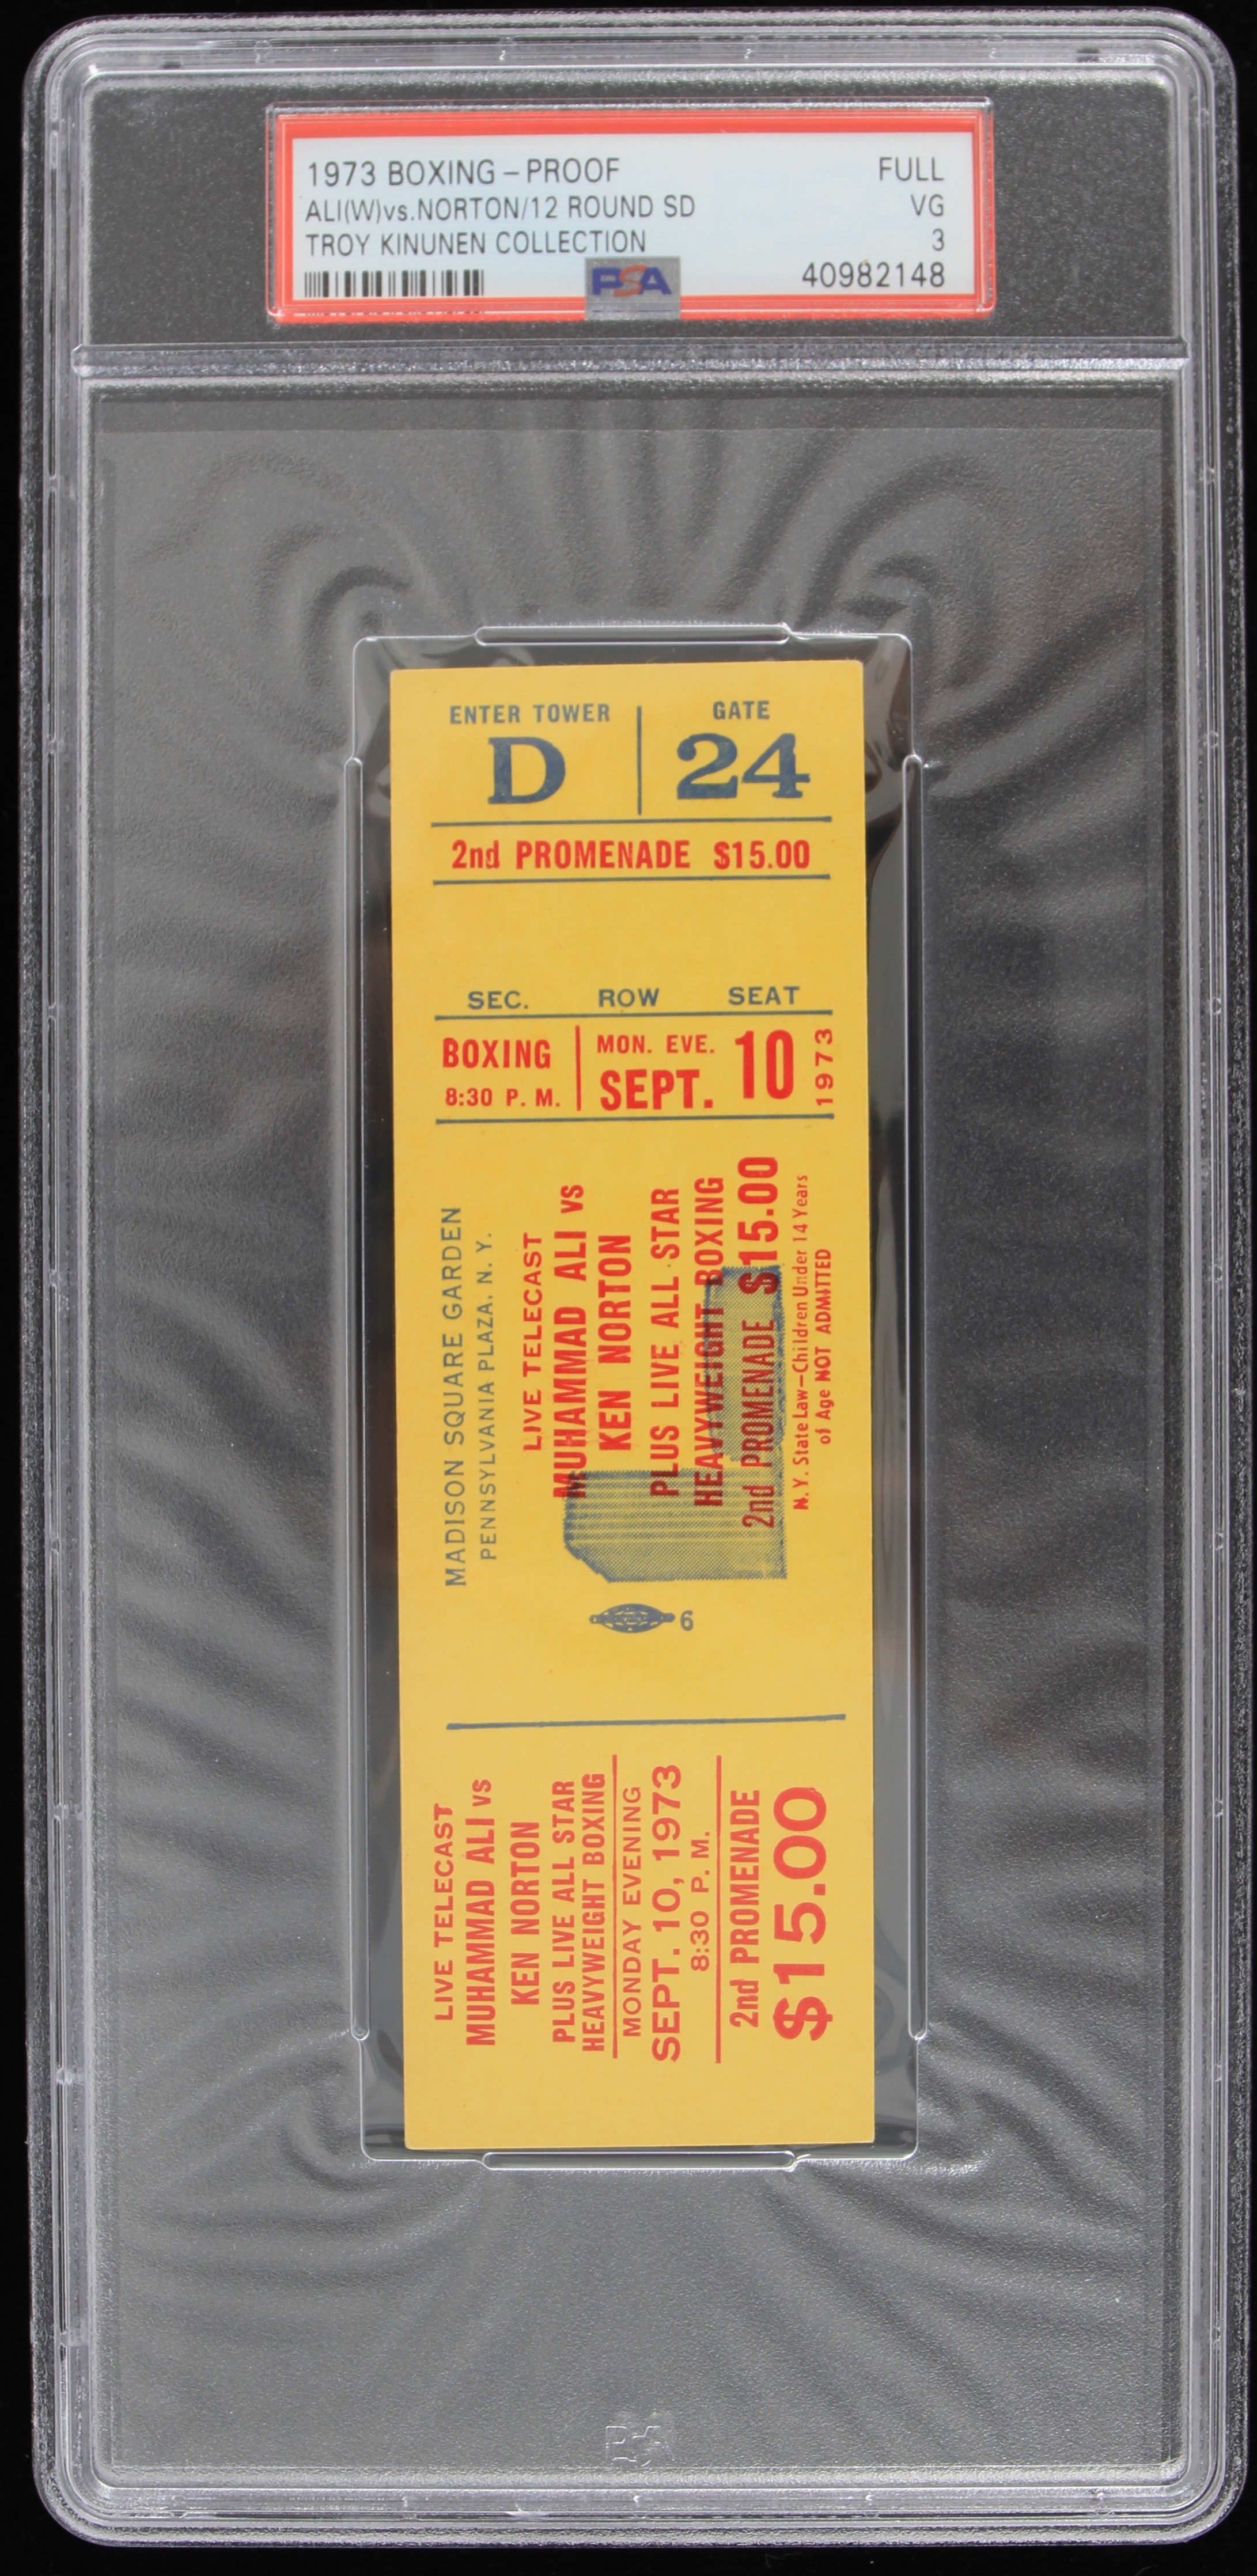 1973 BOXING - PROOF FULL
ALI(W)vs.NORTON/12 ROUND SD VG
TROY KINUNEN COLLECTION 3
PSA 40982148
ENTER TOWER GATE
D 24
2nd PROMENADE $15.00
SEC. ROW SEAT
BOXING
8:30 P. M.
MON. EVE.
SEPT. 10
1973
MADISON SQUARE GARDEN
PENNSYLVANIA PLAZA, N. Y.
LIVE TELECAST
MUHAMMAD ALI vs
KEN NORTON
PLUS LIVE ALL STAR
HEAVYWEIGHT BOXING
2nd PROMENADE $15.00
N. Y. State Law—Children Under 14 Years
of Age NOT ADMITTED
6
LIVE TELECAST
MUHAMMAD ALI vs
KEN NORTON
PLUS LIVE ALL STAR
HEAVYWEIGHT BOXING
MONDAY EVENING
SEPT. 10, 1973
8:30 P. M.
2nd PROMENADE
$15.00
PSA